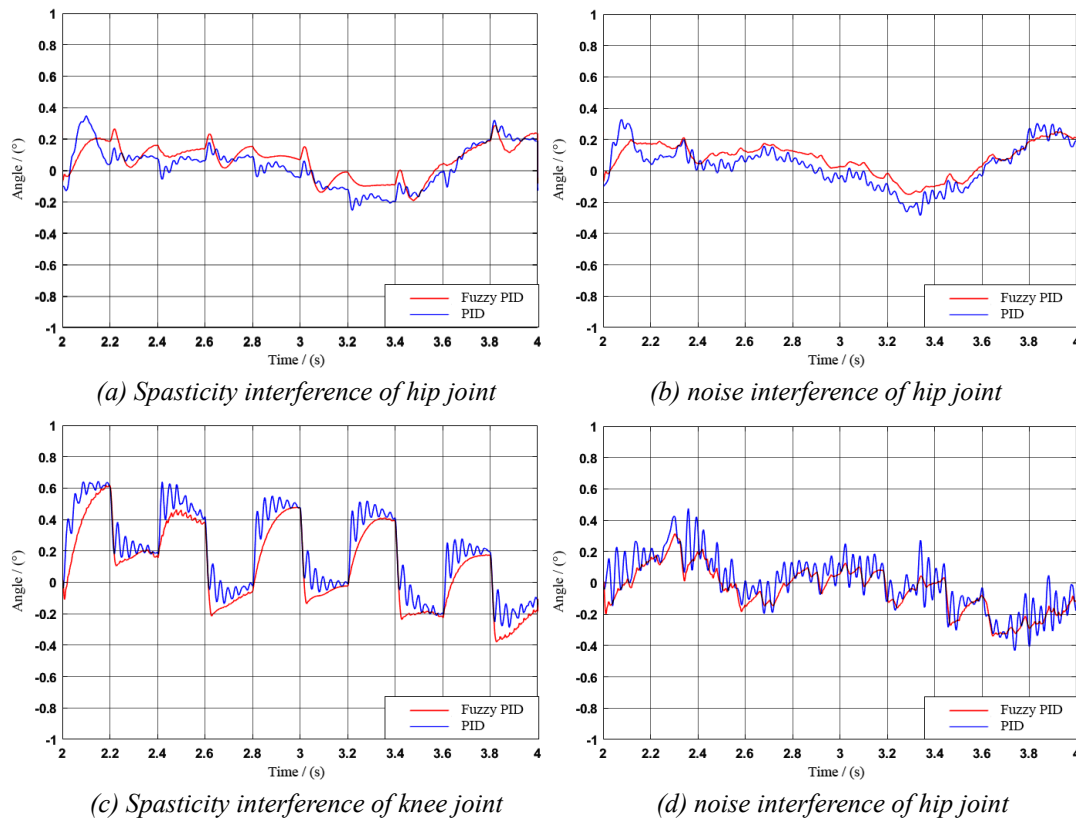 1
0.8
0.6
0.4
0.2
0
-0.2
-0.4
-0.6
-0.8
-1
Angle / (°)
Fuzzy PID
PID
2 2.2 2.4 2.6 2.8 3 3.2 3.4 3.6 3.8 4
Time / (s)
(a) Spasticity interference of hip joint
1
0.8
0.6
0.4
0.2
0
-0.2
-0.4
-0.6
-0.8
-1
Angle / (°)
Fuzzy PID
PID
2 2.2 2.4 2.6 2.8 3 3.2 3.4 3.6 3.8 4
Time / (s)
(b) noise interference of hip joint
1
0.8
0.6
0.4
0.2
0
-0.2
-0.4
-0.6
-0.8
-1
Angle / (°)
Fuzzy PID
PID
2 2.2 2.4 2.6 2.8 3 3.2 3.4 3.6 3.8 4
Time / (s)
(c) Spasticity interference of knee joint
1
0.8
0.6
0.4
0.2
0
-0.2
-0.4
-0.6
-0.8
-1
Angle / (°)
Fuzzy PID
PID
2 2.2 2.4 2.6 2.8 3 3.2 3.4 3.6 3.8 4
Time / (s)
(d) noise interference of hip joint